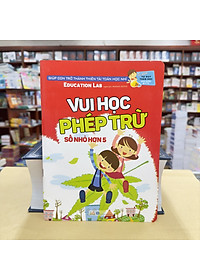 GIÚP CON TRỞ THÀNH THIÊN TÀI TOÁN HỌC NHÍ
EDUCATION LAB
VUI HỌC
PHÉP TRỪ
SỐ NHỎ HƠN 5